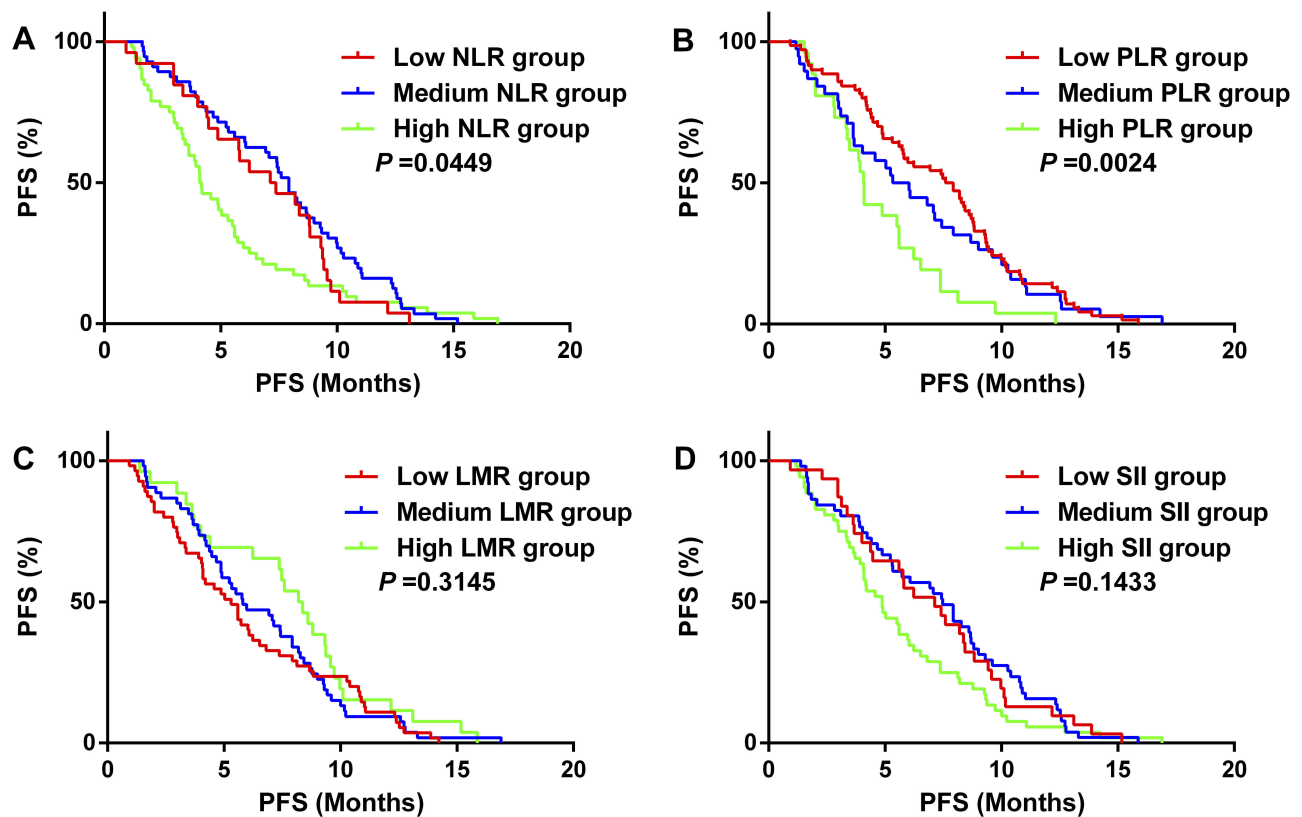 A
Low NLR group
Medium NLR group
High NLR group
P =0.0449
PFS (%)
100
50
0
0 5 10 15 20
PFS (Months)
B
Low PLR group
Medium PLR group
High PLR group
P =0.0024
PFS (%)
100
50
0
0 5 10 15 20
PFS (Months)
C
Low LMR group
Medium LMR group
High LMR group
P =0.3145
PFS (%)
100
50
0
0 5 10 15 20
PFS (Months)
D
Low SII group
Medium SII group
High SII group
P =0.1433
PFS (%)
100
50
0
0 5 10 15 20
PFS (Months)